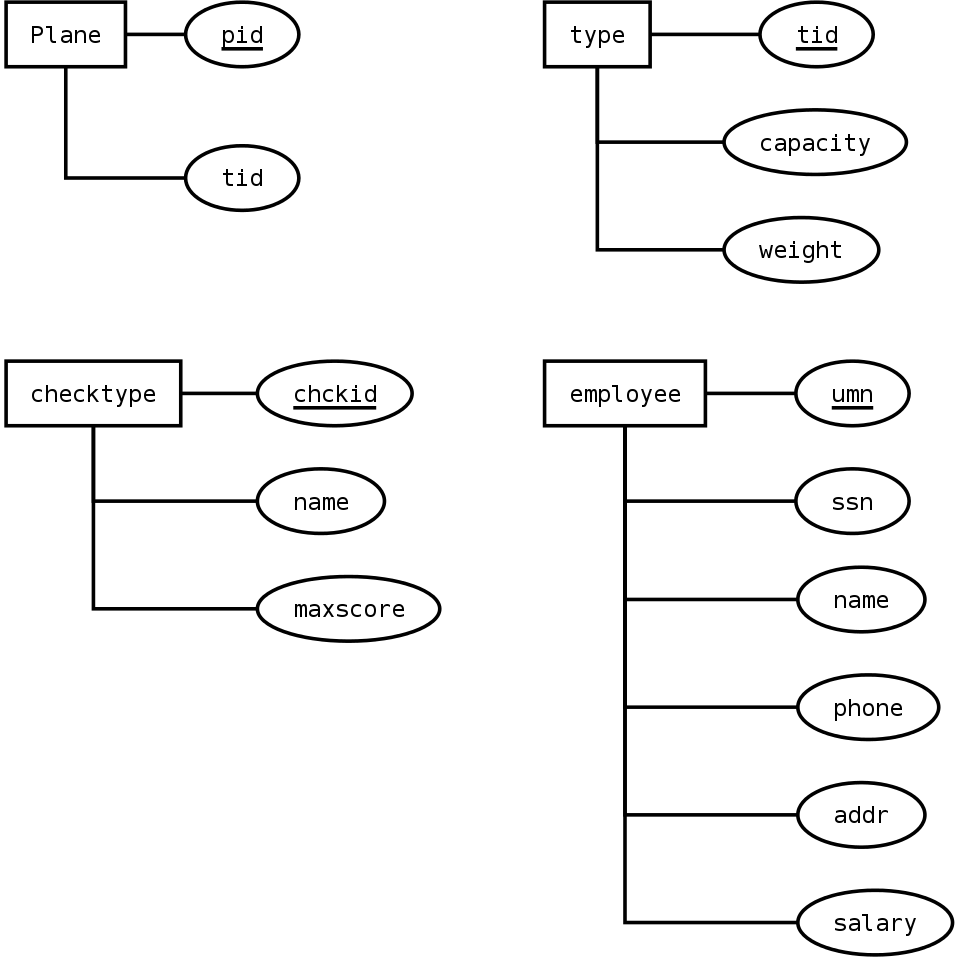 Plane
pid
tid
type
tid
capacity
weight
checktype
chckid
name
maxscore
employee
umn
ssn
name
phone
addr
salary